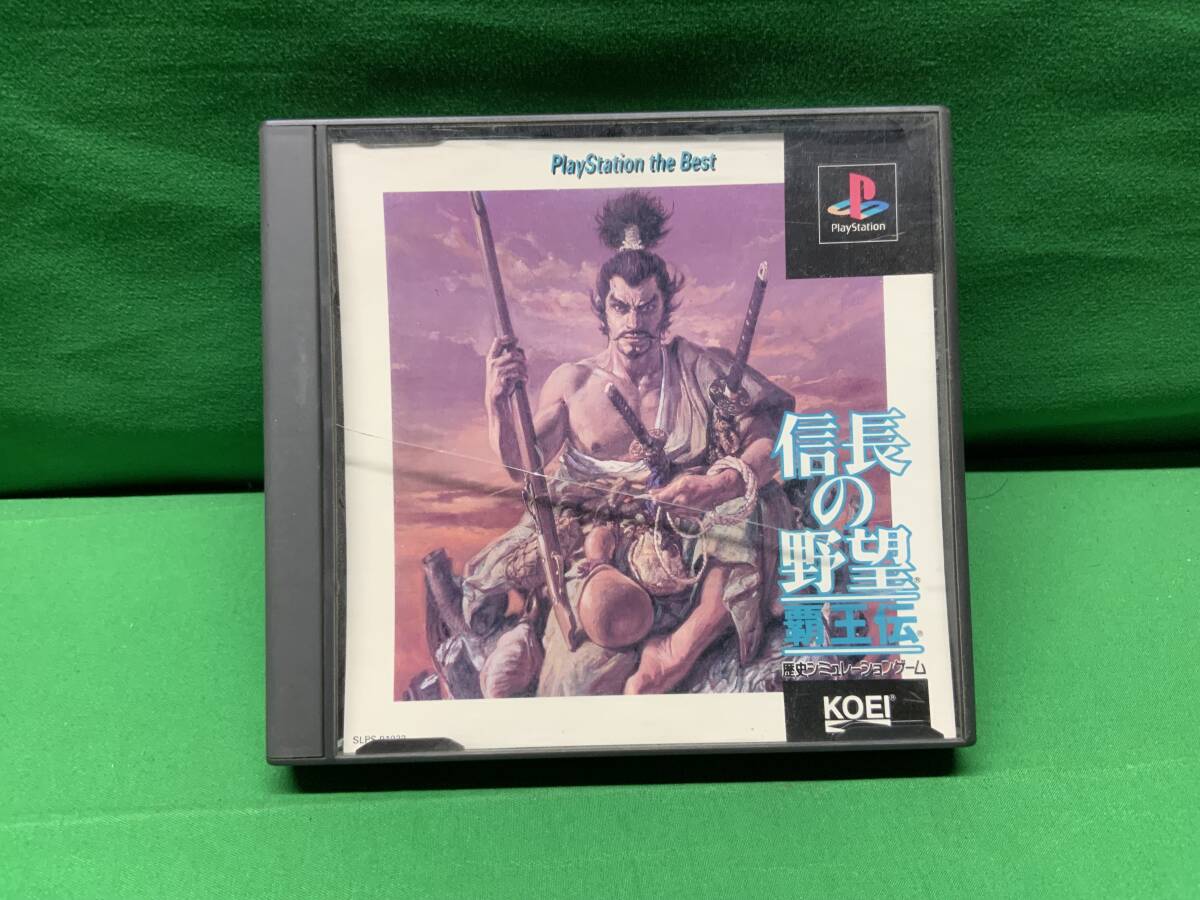 PlayStation the Best
PlayStation
信長
の
野望®
覇王伝®
歴史シミュレーションゲーム
KOEI®
SLPS